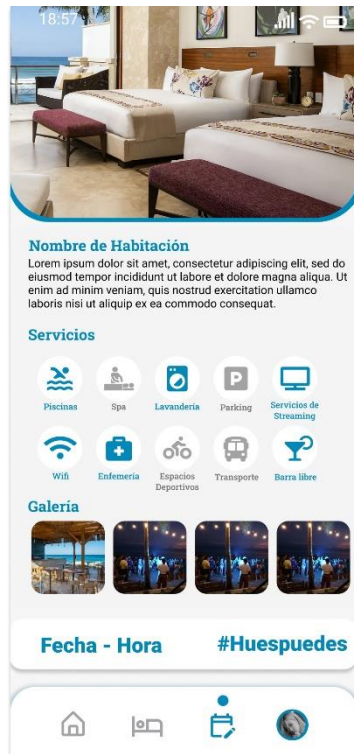 18:57
Nombre de Habitación
Lorem ipsum dolor sit amet, consectetur adipiscing elit, sed do
eiusmod tempor incididunt ut labore et dolore magna aliqua. Ut
enim ad minim veniam, quis nostrud exercitation ullamco
laboris nisi ut aliquip ex ea commodo consequat.
Servicios
Piscinas Spa Lavandería P Parking Servicios de
Streaming
Wifi Enfemería Espacios
Deportivos Transporte Barra libre
Galería
Fecha - Hora #Huespuedes